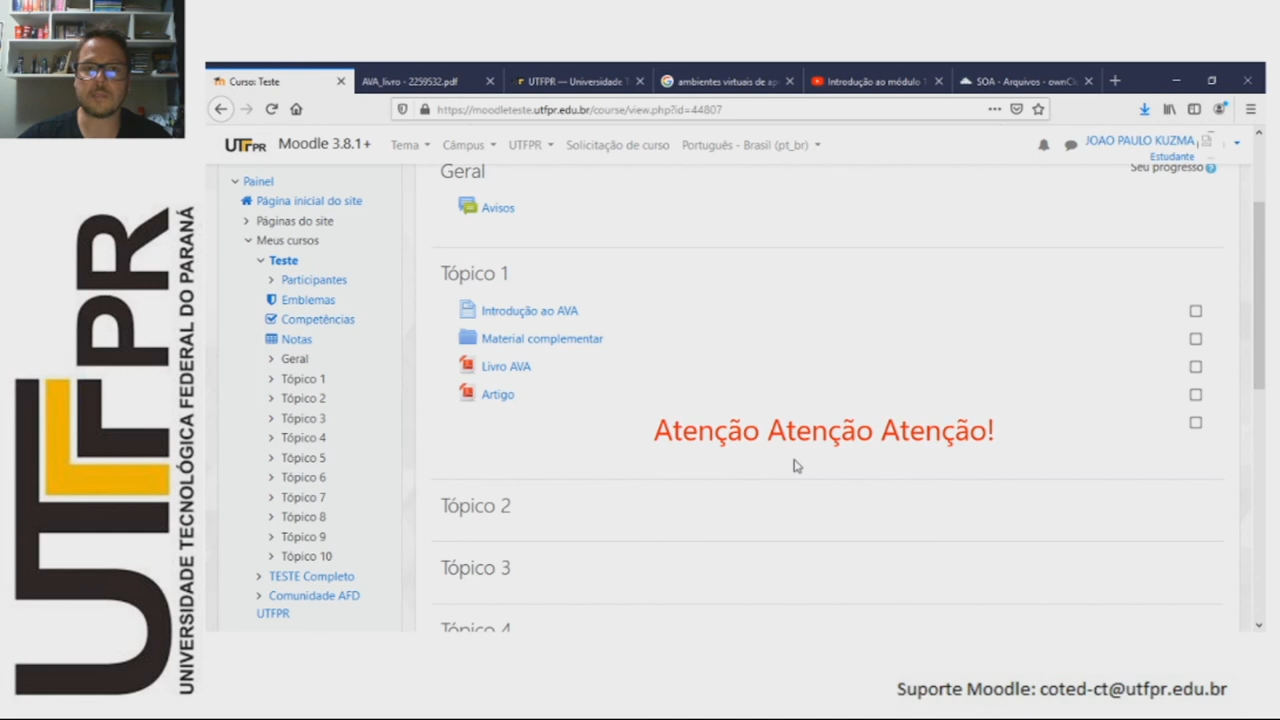 Curso: Teste
AVA_livro - 2259532.pdf
UTFPR — Universidade T
ambientes virtuais de ap
Introdução ao módulo 1
SOA - Arquivos - ownCl
https://moodleteste.utfpr.edu.br/course/view.php?id=44807
UTFPR
Moodle 3.8.1+
Tema
Câmpus
UTFPR
Solicitação de curso
Português - Brasil (pt_br)
JOAO PAULO KUZMA
Estudante
Painel
Página inicial do site
Páginas do site
Meus cursos
Teste
Participantes
Emblemas
Competências
Notas
Geral
Tópico 1
Tópico 2
Tópico 3
Tópico 4
Tópico 5
Tópico 6
Tópico 7
Tópico 8
Tópico 9
Tópico 10
TESTE Completo
Comunidade AFD
UTFPR
Geral
Seu progresso
Avisos
Tópico 1
Introdução ao AVA
Material complementar
Livro AVA
Artigo
Atenção Atenção Atenção!
Tópico 2
Tópico 3
Tópico 4
UTFPR
UNIVERSIDADE TECNOLÓGICA FEDERAL DO PARANÁ
Suporte Moodle: coted-ct@utfpr.edu.br